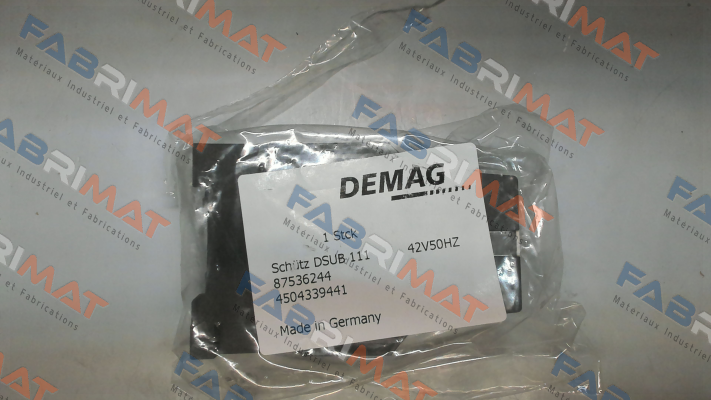 DEMAG
1 Stck
Schütz DSUB 111 42V50HZ
87536244
4504339441
Made in Germany
FABRIMAT
Materiaux Industriel et Fabrications